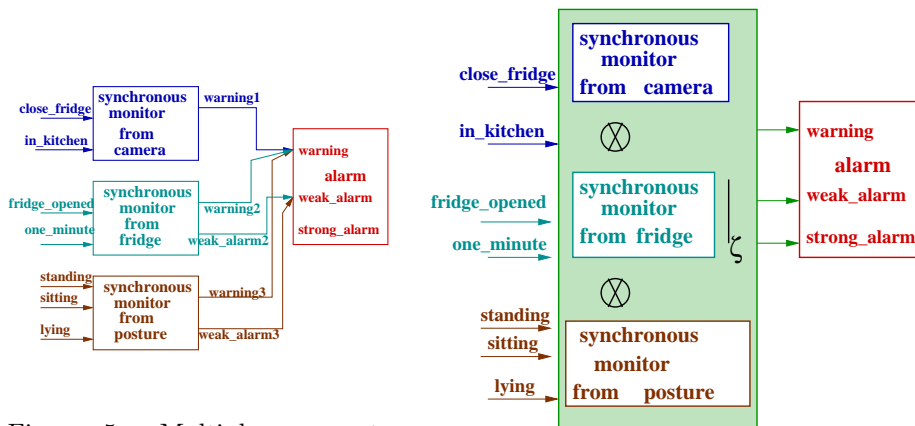 close_fridge
in_kitchen
synchronous
monitor
from
camera
warning1
fridge_opened
one_minute
synchronous
monitor
from
fridge
warning2
weak_alarm2
standing
sitting
lying
synchronous
monitor
from
posture
warning3
weak_alarm3
warning
alarm
weak_alarm
strong_alarm
close_fridge
in_kitchen
synchronous
monitor
from camera
⊗
fridge_opened
one_minute
synchronous
monitor
from fridge
|ζ
⊗
standing
sitting
lying
synchronous
monitor
from posture
warning
alarm
weak_alarm
strong_alarm